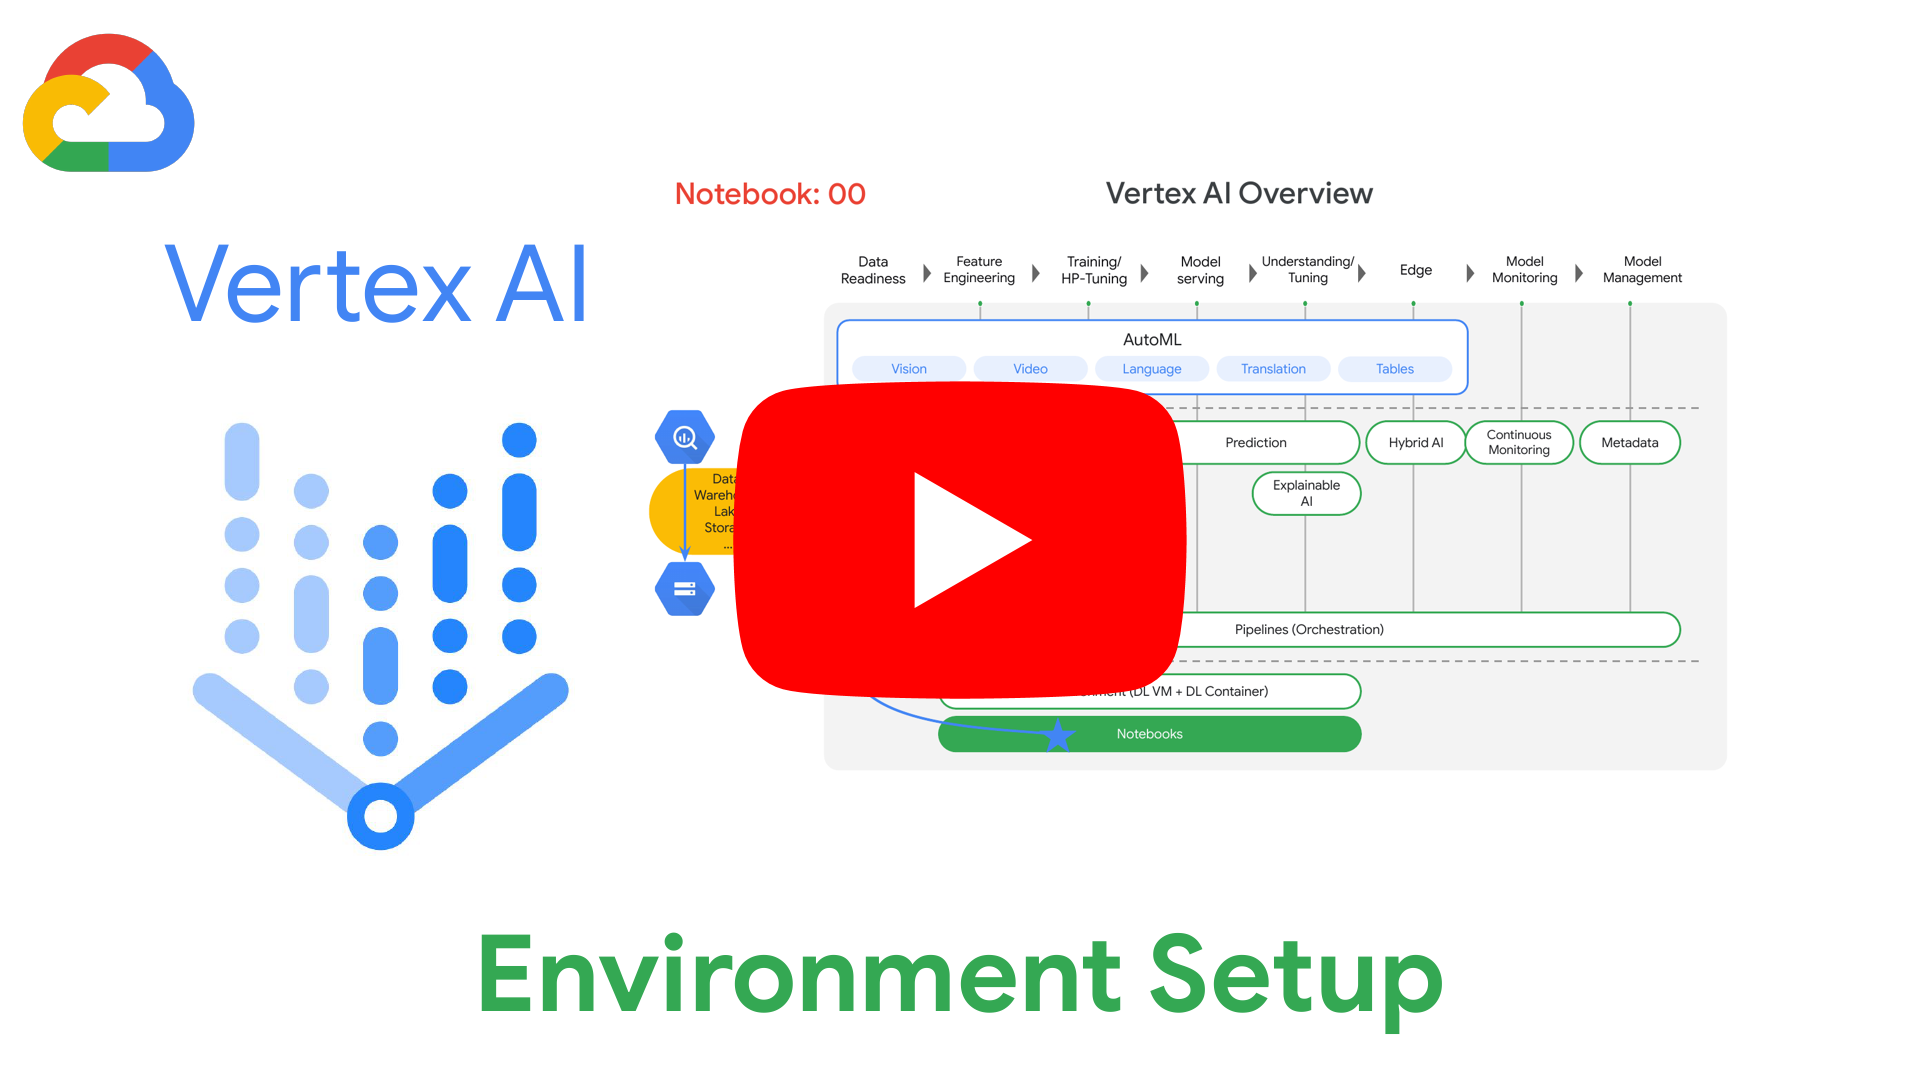 Notebook: 00
Vertex AI Overview
Vertex AI
Data
Readiness
Feature
Engineering
Training/
HP-Tuning
Model
serving
Understanding/
Tuning
Edge
Model
Monitoring
Model
Management
AutoML
Vision
Video
Language
Translation
Tables
Prediction
Hybrid AI
Continuous
Monitoring
Metadata
Explainable
AI
Data
...
Pipelines (Orchestration)
(DL VM + DL Container)
Notebooks
Environment Setup